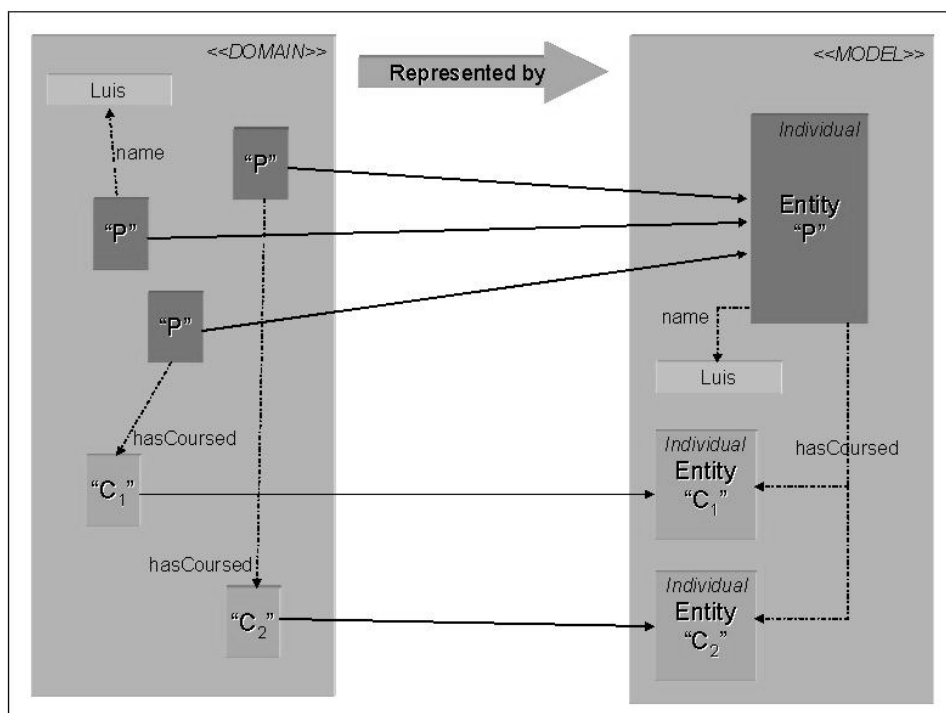 <<DOMAIN>>
Represented by
<<MODEL>>
Luis
name
“P”
“P”
“P”
hasCoursed
“C1”
hasCoursed
“C2”
Individual
Entity
“P”
name
Luis
hasCoursed
Individual
Entity
“C1”
Individual
Entity
“C2”